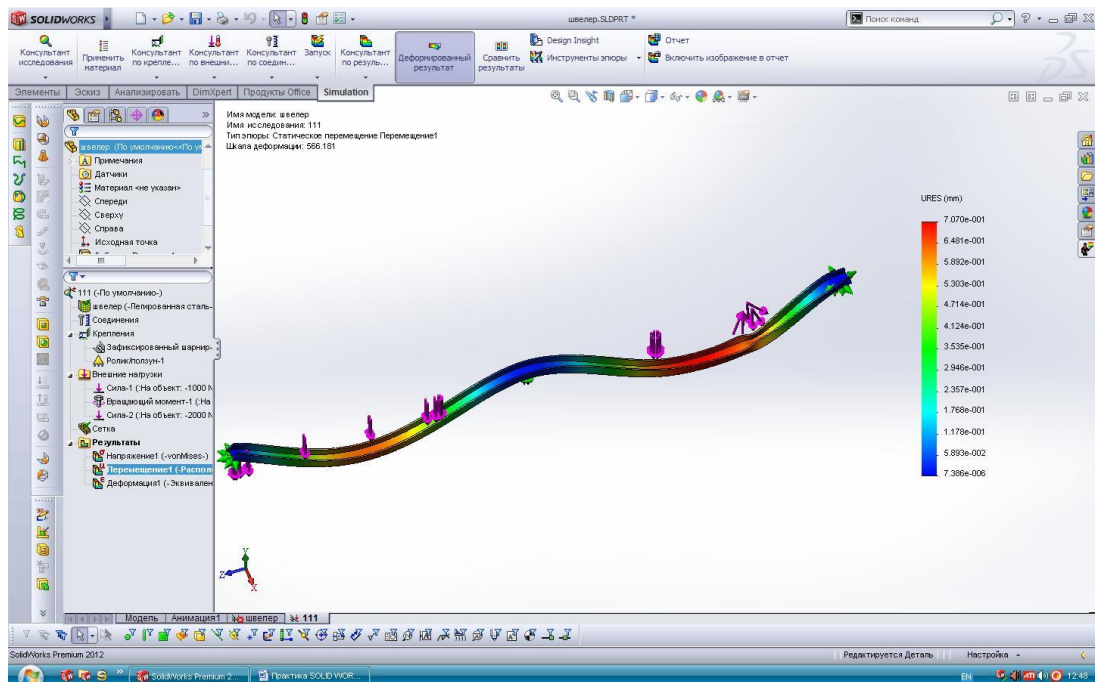 SOLIDWORKS
швелер.SLDPRT *
Поиск команд
Консультант исследования
Применить материал
Консультант по крепле...
Консультант по внешни...
Консультант по соедин...
Запуск
Консультант по резуль...
Деформированный результат
Сравнить результаты
Design Insight
Инструменты эпюры
Отчет
Включить изображение в отчет
Элементы
Эскиз
Анализировать
DimXpert
Продукты Office
Simulation
Имя модели: швелер
Имя исследования: 111
Тип эпюры: Статическое перемещение Перемещение1
Шкала деформации: 566.181
швелер (По умолчанию<<По ум
Примечания
Датчики
Материал <не указан>
Спереди
Сверху
Справа
Исходная точка
111 (-По умолчанию-)
швелер (-Легированная сталь-
Соединения
Крепления
Зафиксированный шарнир-
Ролик/ползун-1
Внешние нагрузки
Сила-1 (:На объект: -1000 N
Вращающий момент-1 (:На
Сила-2 (:На объект: -2000 N
Сетка
Результаты
Напряжение1 (-vonMises-)
Перемещение1 (-Распол
Деформация1 (-Эквивален
URES (mm)
7.070e-001
6.481e-001
5.892e-001
5.303e-001
4.714e-001
4.124e-001
3.535e-001
2.946e-001
2.357e-001
1.768e-001
1.178e-001
5.893e-002
7.386e-006
Y
Z
X
Модель
Анимация1
швелер
111
SolidWorks Premium 2012
Редактируется Деталь
Настройка
SolidWorks Premium 2...
Практика SOLID WOR...
EN
12:48